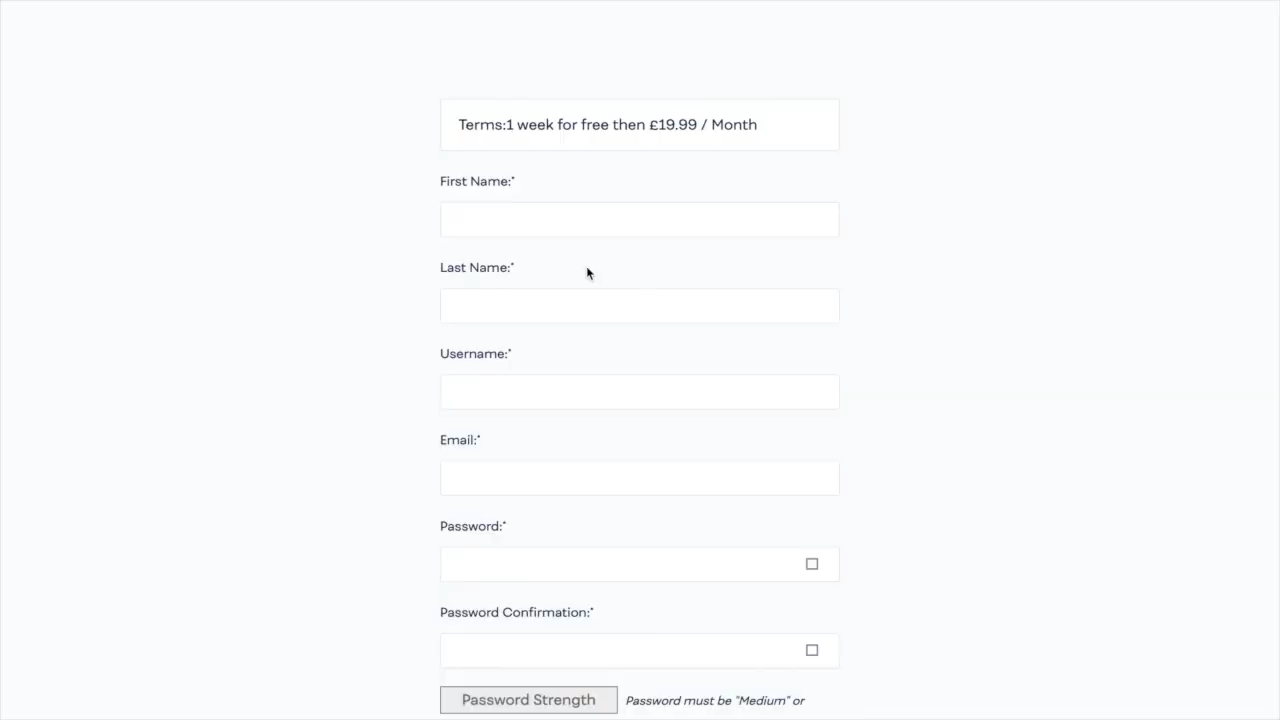 Terms:1 week for free then £19.99 / Month
First Name:*
Last Name:*
Username:*
Email:*
Password:*
Password Confirmation:*
Password Strength Password must be "Medium" or